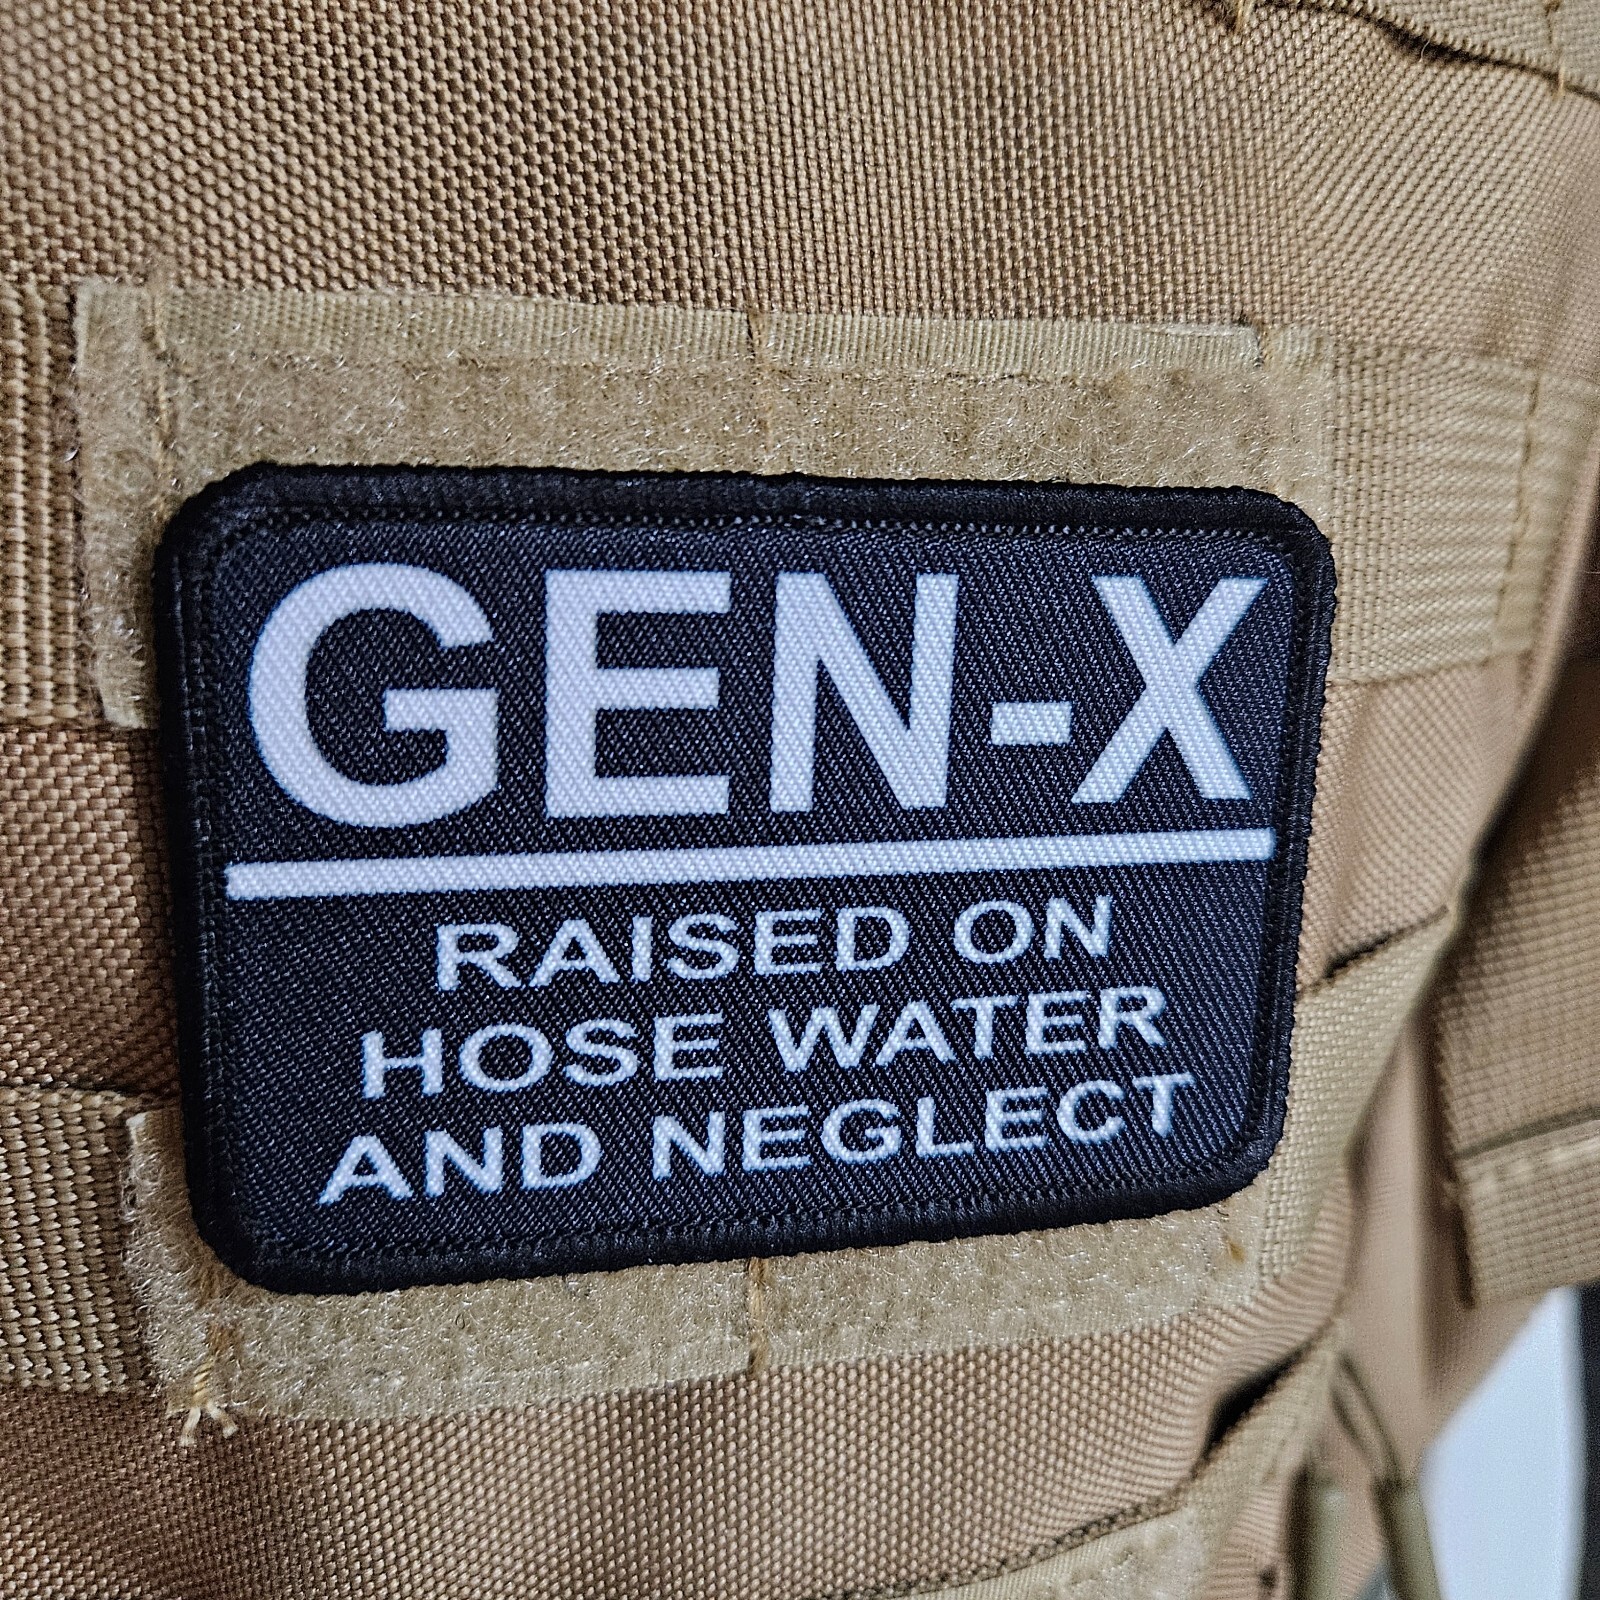 GEN-X
RAISED ON
HOSE WATER
AND NEGLECT